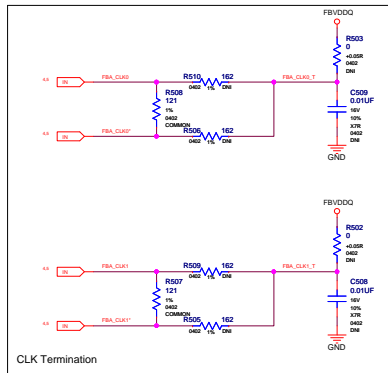 FBVDDQ
R503
0
+0.05R
0402
DNI
4,5 IN FBA_CLK0 R510 162 FBA_CLK0_T
0402 1% DNI
R508
121
1%
0402
COMMON
C509
0.01UF
16V
10%
X7R
0402
DNI
4,5 IN FBA_CLK0* R506 162
0402 1% DNI
GND
FBVDDQ
R502
0
+0.05R
0402
DNI
4,5 IN FBA_CLK1 R509 162 FBA_CLK1_T
0402 1% DNI
R507
121
1%
0402
COMMON
C508
0.01UF
16V
10%
X7R
0402
DNI
4,5 IN FBA_CLK1* R505 162
0402 1% DNI
GND
CLK Termination